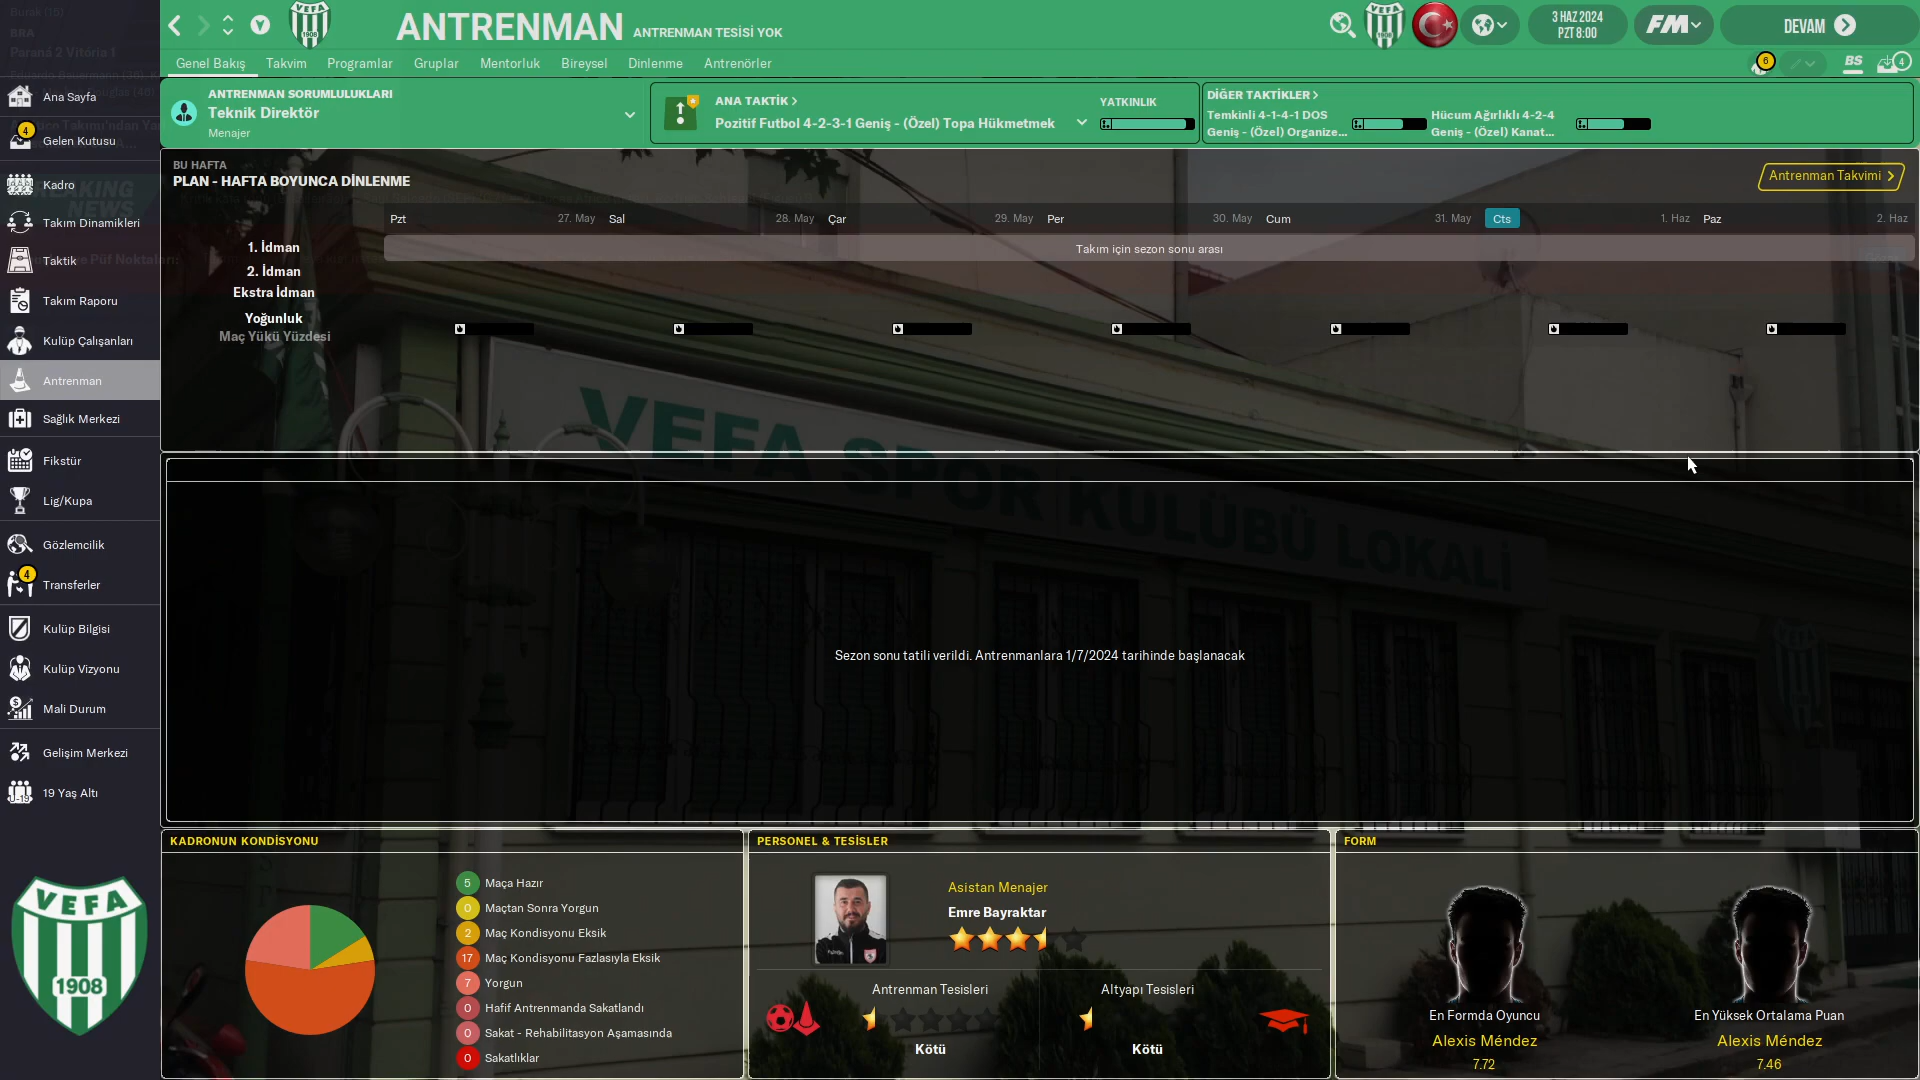 ANTRENMAN
ANTRENMAN TESİSİ YOK
3 HAZ 2024
PZT 8:00
FM
DEVAM
Genel Bakış
Takvim
Programlar
Gruplar
Mentorluk
Bireysel
Dinlenme
Antrenörler
6
BS
4
ANTRENMAN SORUMLULUKLARI
Teknik Direktör
Menajer
ANA TAKTİK
Pozitif Futbol 4-2-3-1 Geniş - (Özel) Topa Hükmetmek
YATKINLIK
DİĞER TAKTİKLER
Temkinli 4-1-4-1 DOS
Geniş - (Özel) Organize...
Hücum Ağırlıklı 4-2-4
Geniş - (Özel) Kanat...
Ana Sayfa
4
Gelen Kutusu
Kadro
Takım Dinamikleri
Taktik
Takım Raporu
Kulüp Çalışanları
Antrenman
Sağlık Merkezi
Fikstür
Lig/Kupa
Gözlemcilik
4
Transferler
Kulüp Bilgisi
Kulüp Vizyonu
Mali Durum
Gelişim Merkezi
19 Yaş Altı
VEFA
1908
BU HAFTA
PLAN - HAFTA BOYUNCA DİNLENME
Antrenman Takvimi
Pzt 27. May
Sal 28. May
Çar 29. May
Per 30. May
Cum 31. May
Cts 1. Haz
Paz 2. Haz
1. İdman
Takım için sezon sonu arası
2. İdman
Ekstra İdman
Yoğunluk
Maç Yükü Yüzdesi
VEFA SPOR KULÜBÜ LOKALİ
Sezon sonu tatili verildi. Antrenmanlara 1/7/2024 tarihinde başlanacak
KADRONUN KONDİSYONU
5 Maça Hazır
0 Maçtan Sonra Yorgun
2 Maç Kondisyonu Eksik
17 Maç Kondisyonu Fazlasıyla Eksik
7 Yorgun
0 Hafif Antrenmanda Sakatlandı
0 Sakat - Rehabilitasyon Aşamasında
0 Sakatlıklar
PERSONEL & TESİSLER
Asistan Menajer
Emre Bayraktar
Antrenman Tesisleri
Kötü
Altyapı Tesisleri
Kötü
FORM
En Formda Oyuncu
Alexis Méndez
7.72
En Yüksek Ortalama Puan
Alexis Méndez
7.46